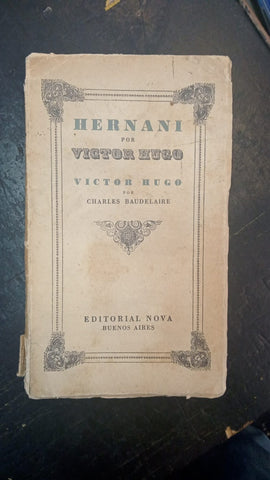 HERNANI
POR
VICTOR HUGO
VICTOR HUGO
POR
CHARLES BAUDELAIRE
EDITORIAL NOVA
BUENOS AIRES